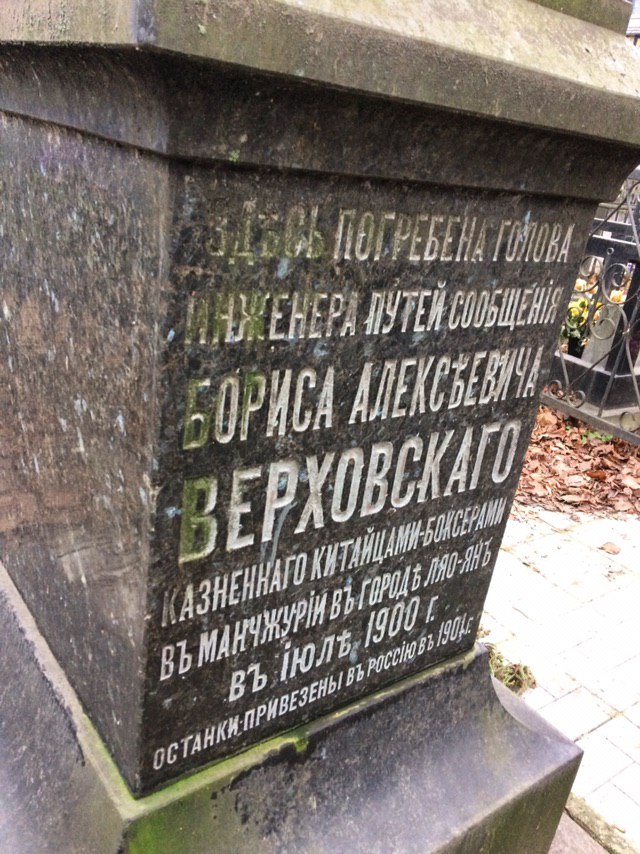 ЗДѢСЬ ПОГРЕБЕНА ГОЛОВА
ИНЖЕНЕРА ПУТЕЙ СООБЩЕНІЯ
БОРИСА АЛЕКСѢЕВИЧА
ВЕРХОВСКАГО
КАЗНЕННАГО КИТАЙЦАМИ-БОКСЕРАМИ
ВЪ МАНЧЖУРІИ ВЪ ГОРОДѢ ЛЯО-ЯНЪ
ВЪ ІЮЛѢ 1900 Г.
ОСТАНКИ ПРИВЕЗЕНЫ ВЪ РОССІЮ ВЪ 1901 Г.